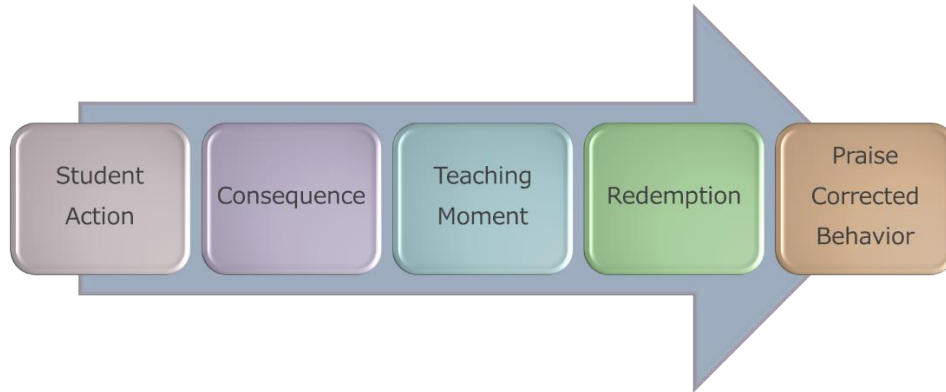 Student
Action
Consequence
Teaching
Moment
Redemption
Praise
Corrected
Behavior